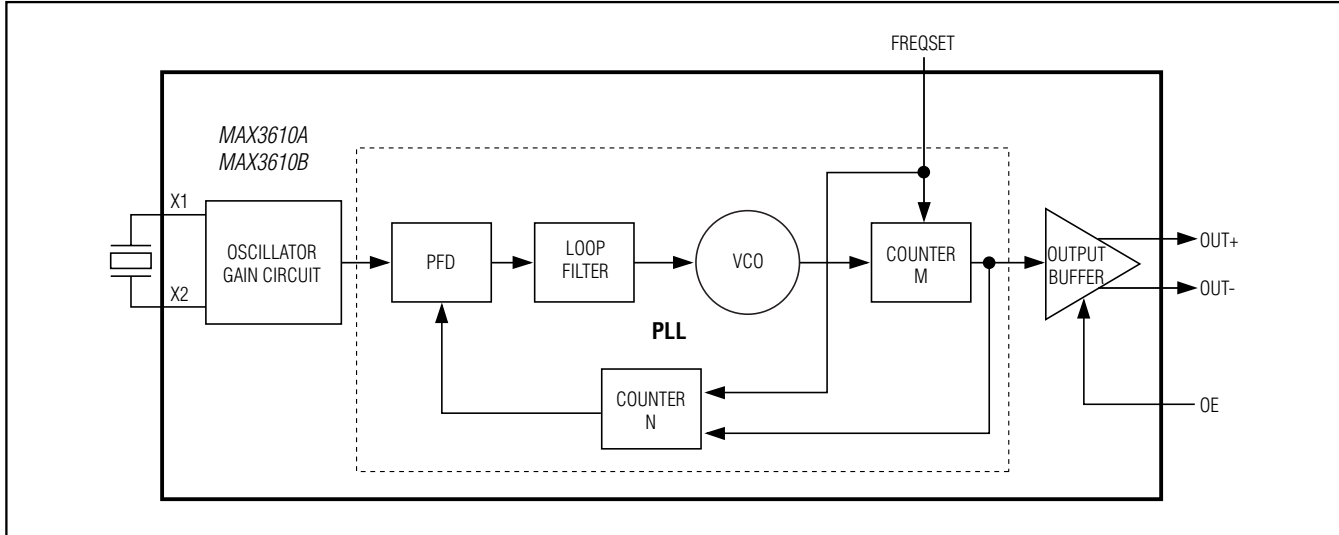 FREQSET
MAX3610A
MAX3610B
X1
X2
OSCILLATOR
GAIN CIRCUIT
PFD
LOOP
FILTER
VCO
COUNTER
M
OUTPUT
BUFFER
OUT+
OUT-
PLL
COUNTER
N
OE